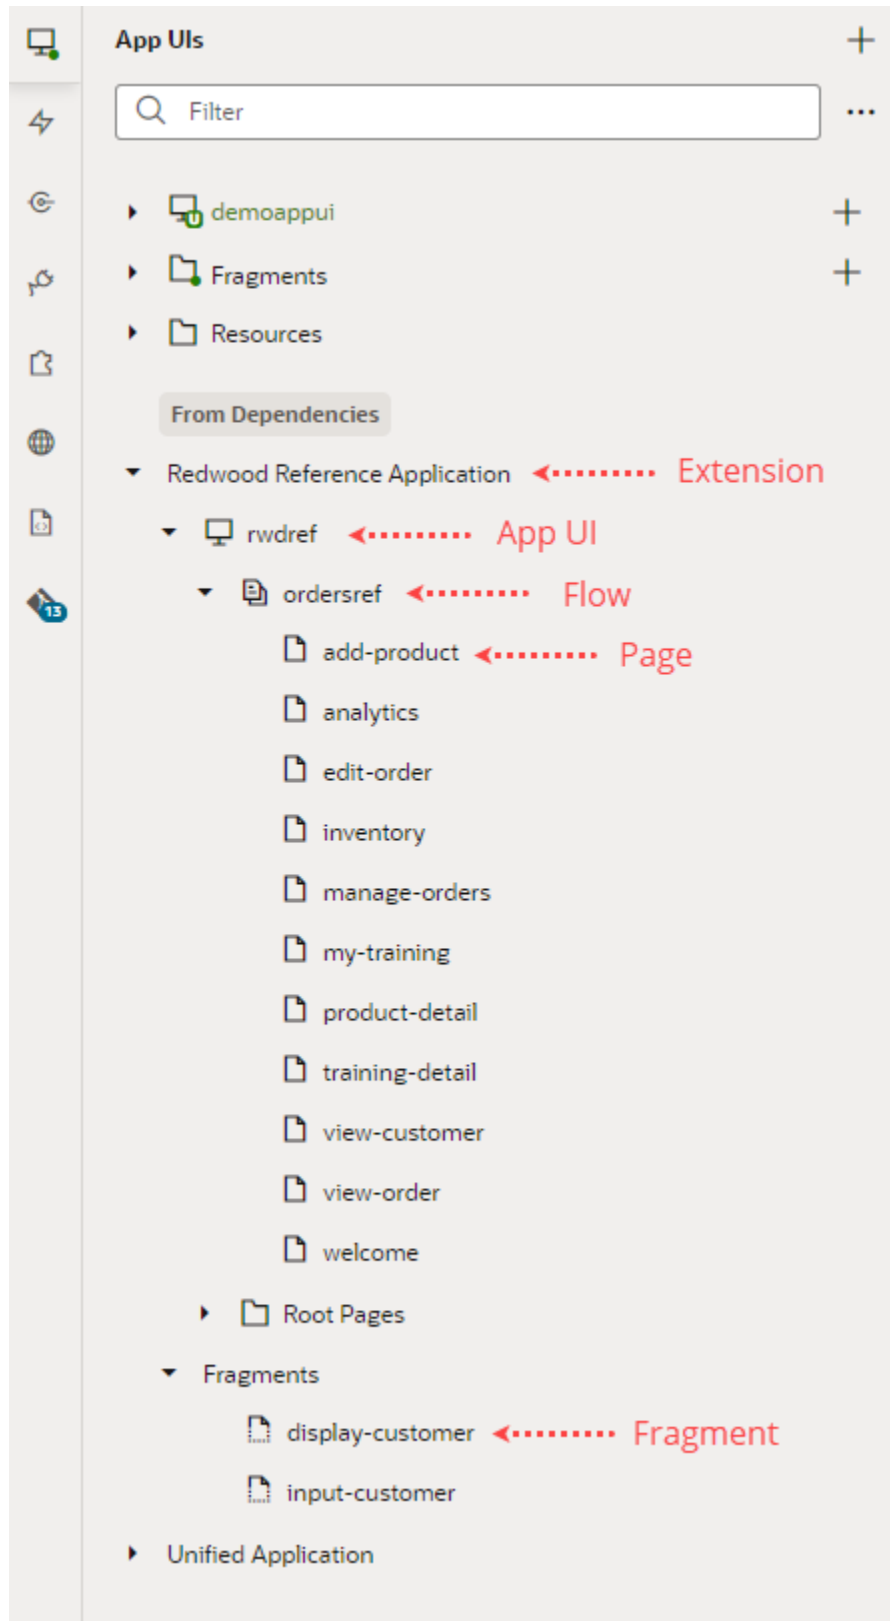 App UIs
Filter
demoappui
Fragments
Resources
From Dependencies
Redwood Reference Application Extension
rwdref App UI
ordersref Flow
add-product Page
analytics
edit-order
inventory
manage-orders
my-training
product-detail
training-detail
view-customer
view-order
welcome
Root Pages
Fragments
display-customer Fragment
input-customer
Unified Application
13